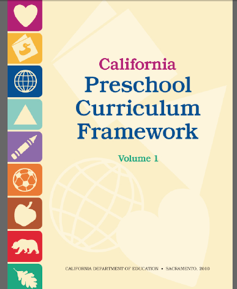 California
Preschool
Curriculum
Framework
Volume 1
CALIFORNIA DEPARTMENT OF EDUCATION • SACRAMENTO, 2010